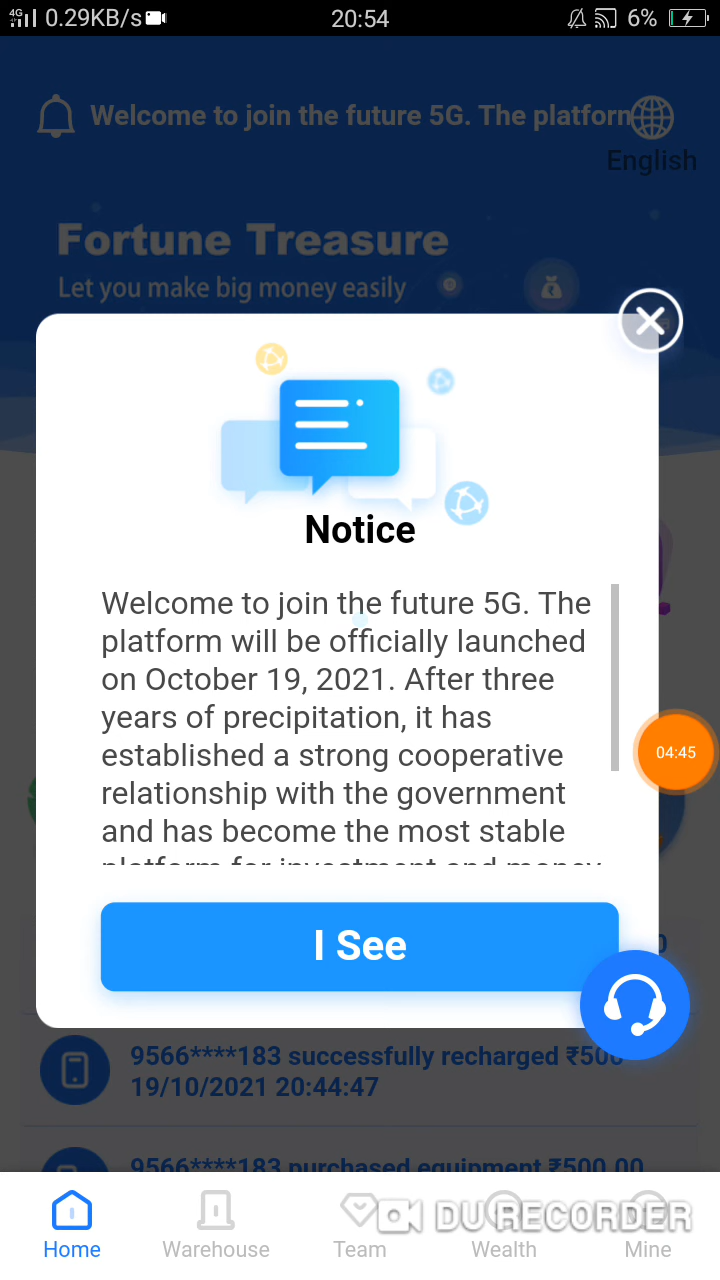 4G 0.29KB/s 20:54 6%
Welcome to join the future 5G. The platform
English
Fortune Treasure
Let you make big money easily
Notice
Welcome to join the future 5G. The
platform will be officially launched
on October 19, 2021. After three
years of precipitation, it has
established a strong cooperative
relationship with the government
and has become the most stable
platform for investment and money
04:45
I See
9566****183 successfully recharged ₹500
19/10/2021 20:44:47
9566****183 purchased equipment ₹500.00
DU RECORDER
Home Warehouse Team Wealth Mine